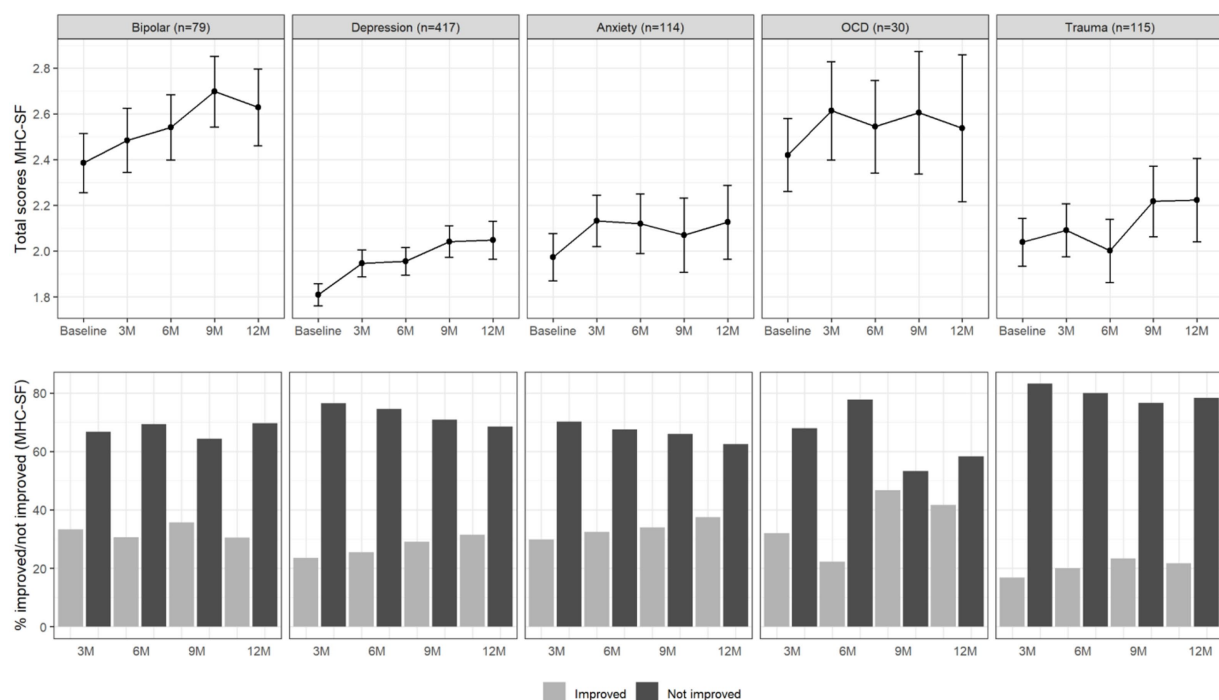 Bipolar (n=79) Depression (n=417) Anxiety (n=114) OCD (n=30) Trauma (n=115)
Total scores MHC-SF
2.8
2.6
2.4
2.2
2.0
1.8
Baseline 3M 6M 9M 12M Baseline 3M 6M 9M 12M Baseline 3M 6M 9M 12M Baseline 3M 6M 9M 12M Baseline 3M 6M 9M 12M
% improved/not improved (MHC-SF)
80
60
40
20
0
3M 6M 9M 12M 3M 6M 9M 12M 3M 6M 9M 12M 3M 6M 9M 12M 3M 6M 9M 12M
Improved Not improved